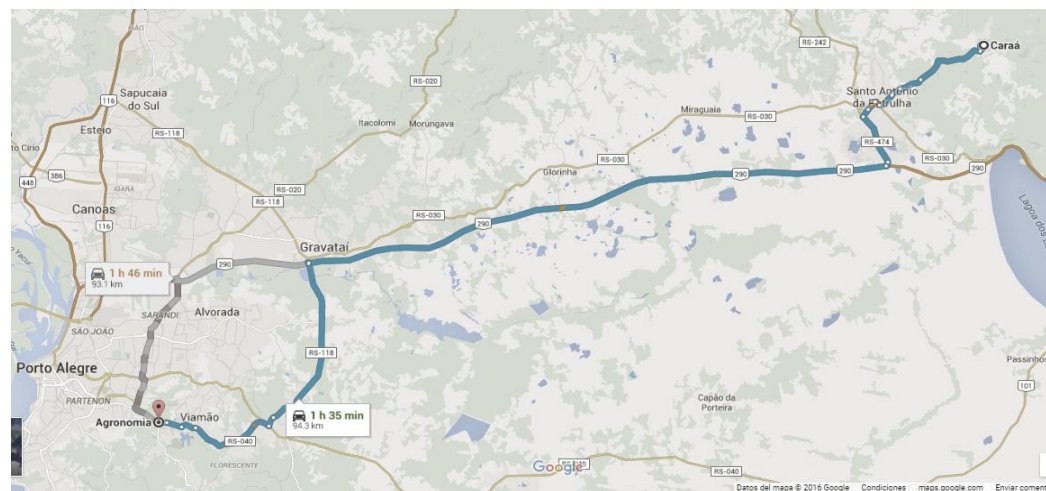 RS-242
Caraá
RS-020
116
Sapucaia
do Sul
Santo Antônio
da Patrulha
Esteio
RS-118
Miraguaia
RS-030
Itacolomi
Morungava
RS-474
RS-030
448
386
RS-020
Glorinha
RS-030
290
290
290
290
RS-118
Canoas
116
RS-030
290
Gravataí
290
1 h 46 min
93.1 km
SARANDI
Alvorada
SÃO JOÃO
RS-118
Porto Alegre
Passinhos
101
PARTENON
Capão da
Porteira
Agronomia
Viamão
1 h 35 min
94.3 km
RS-040
FLORESCENTE
Google
RS-040
Datos del mapa © 2016 Google
Condiciones
maps.google.com